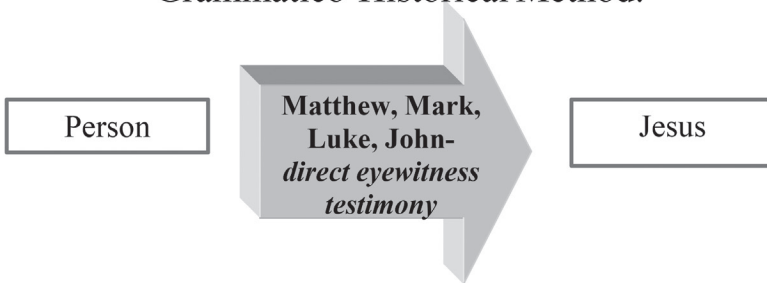 Grammatico-Historical Method:
Person
Matthew, Mark,
Luke, John-
direct eyewitness
testimony
Jesus